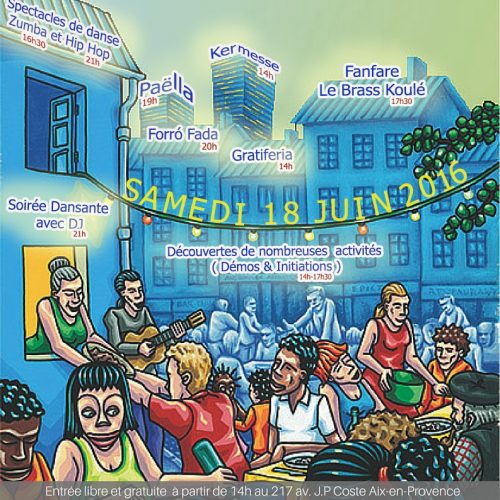 Spectacles de danse
Zumba et Hip Hop
16h30 21h
Kermesse
14h
Paëlla
19h
Fanfare
Le Brass Koulé
17h30
Forró Fada
20h
Gratiferia
14h
SAMEDI 18 JUIN 2016
Soirée Dansante
avec DJ
21h
Découvertes de nombreuses activités
( Démos & Initiations )
14h-17h30
Entrée libre et gratuite à partir de 14h au 217 av. J.P Coste Aix-en-Provence